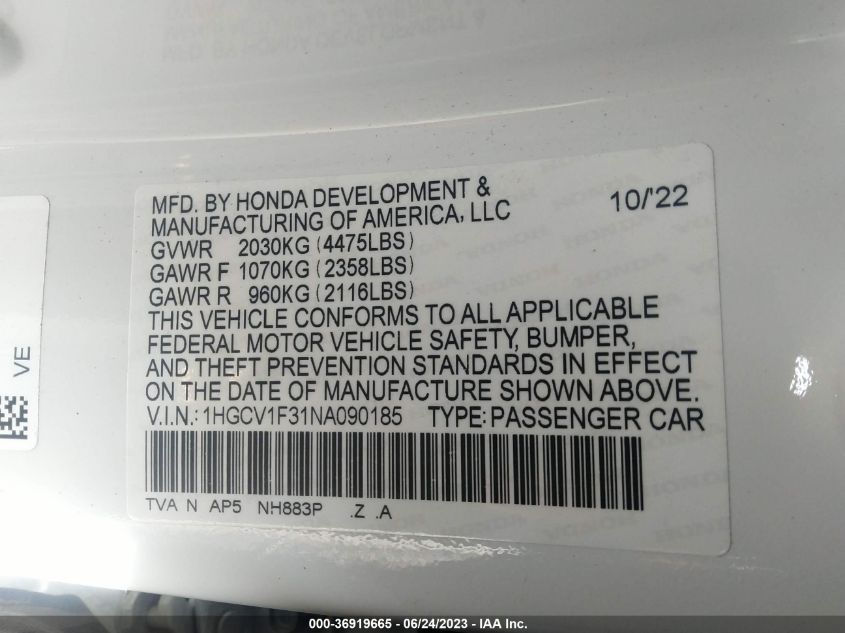 MFD. BY HONDA DEVELOPMENT &
MANUFACTURING OF AMERICA, LLC 10/'22
GVWR 2030KG (4475LBS)
GAWR F 1070KG (2358LBS)
GAWR R 960KG (2116LBS)
THIS VEHICLE CONFORMS TO ALL APPLICABLE
FEDERAL MOTOR VEHICLE SAFETY, BUMPER,
AND THEFT PREVENTION STANDARDS IN EFFECT
ON THE DATE OF MANUFACTURE SHOWN ABOVE.
V.I.N.: 1HGCV1F31NA090185 TYPE: PASSENGER CAR
TVA N AP5 NH883P .Z .A
VE
000-36919665 - 06/24/2023 - IAA Inc.